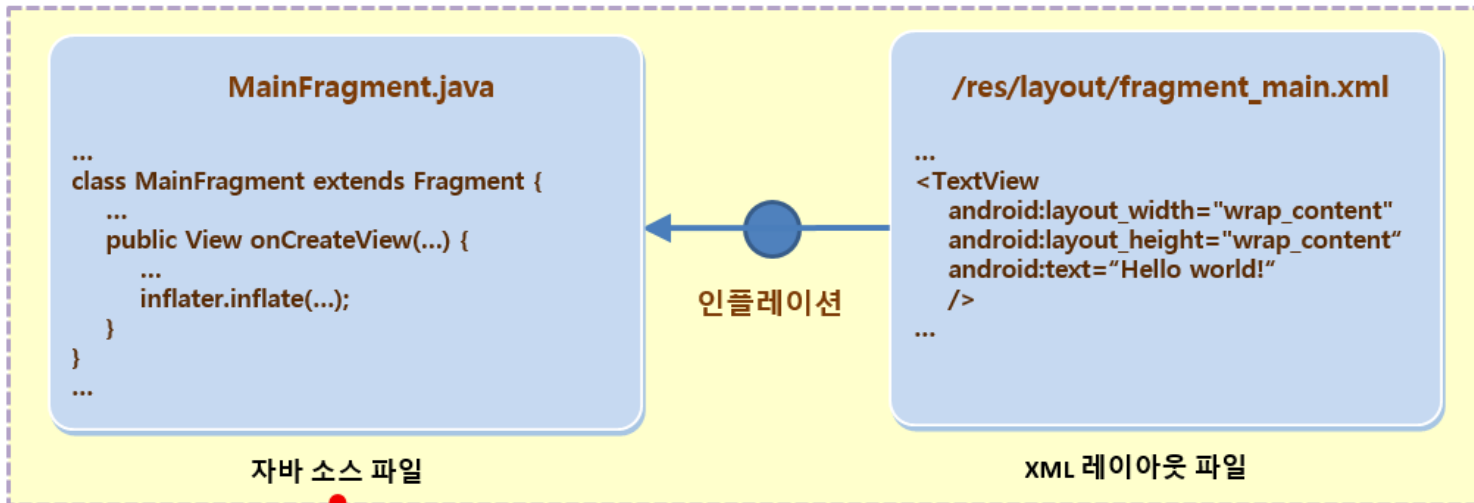 MainFragment.java
...
class MainFragment extends Fragment {
...
public View onCreateView(...) {
...
inflater.inflate(...);
}
}
...
자바 소스 파일
인플레이션
/res/layout/fragment_main.xml
...
<TextView
android:layout_width="wrap_content"
android:layout_height="wrap_content“
android:text=“Hello world!“
/>
...
XML 레이아웃 파일